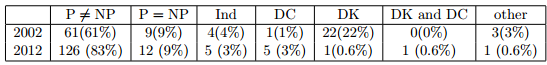 P ≠ NP P = NP Ind DC DK DK and DC other
2002 61(61%) 9(9%) 4(4%) 1(1%) 22(22%) 0(0%) 3(3%)
2012 126 (83%) 12 (9%) 5 (3%) 5 (3%) 1(0.6%) 1 (0.6%) 1 (0.6%)